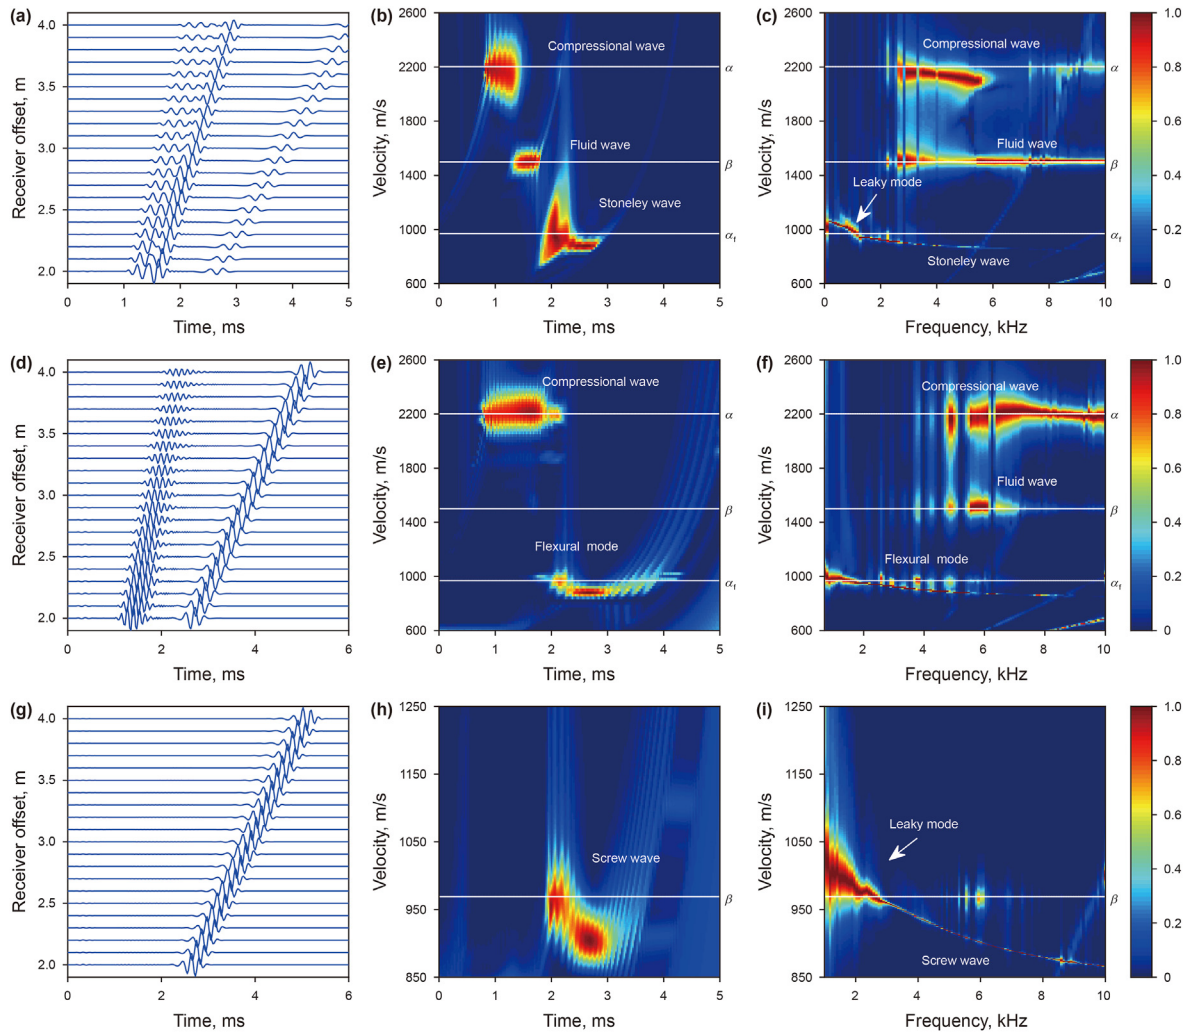 (a)
4.0
3.5
3.0
2.5
2.0
Receiver offset, m
0 1 2 3 4 5
Time, ms
(b)
2600
2200
1800
1400
1000
600
Velocity, m/s
Compressional wave
Fluid wave
Stoneley wave
α
β
αf
0 1 2 3 4 5
Time, ms
(c)
2600
2200
1800
1400
1000
600
Velocity, m/s
Compressional wave
Fluid wave
Leaky mode
Stoneley wave
α
β
αf
0 2 4 6 8 10
Frequency, kHz
1.0
0.8
0.6
0.4
0.2
0
(d)
4.0
3.5
3.0
2.5
2.0
Receiver offset, m
0 1 2 3 4 5 6
Time, ms
(e)
2600
2200
1800
1400
1000
600
Velocity, m/s
Compressional wave
Flexural mode
α
β
αf
0 1 2 3 4 5
Time, ms
(f)
2600
2200
1800
1400
1000
600
Velocity, m/s
Compressional wave
Fluid wave
Flexural mode
α
β
αf
2 4 6 8 10
Frequency, kHz
1.0
0.8
0.6
0.4
0.2
0
(g)
4.0
3.5
3.0
2.5
2.0
Receiver offset, m
0 2 4 6
Time, ms
(h)
1250
1150
1050
950
850
Velocity, m/s
Screw wave
β
0 1 2 3 4 5
Time, ms
(i)
1250
1150
1050
950
850
Velocity, m/s
Leaky mode
Screw wave
β
2 4 6 8 10
Frequency, kHz
1.0
0.8
0.6
0.4
0.2
0